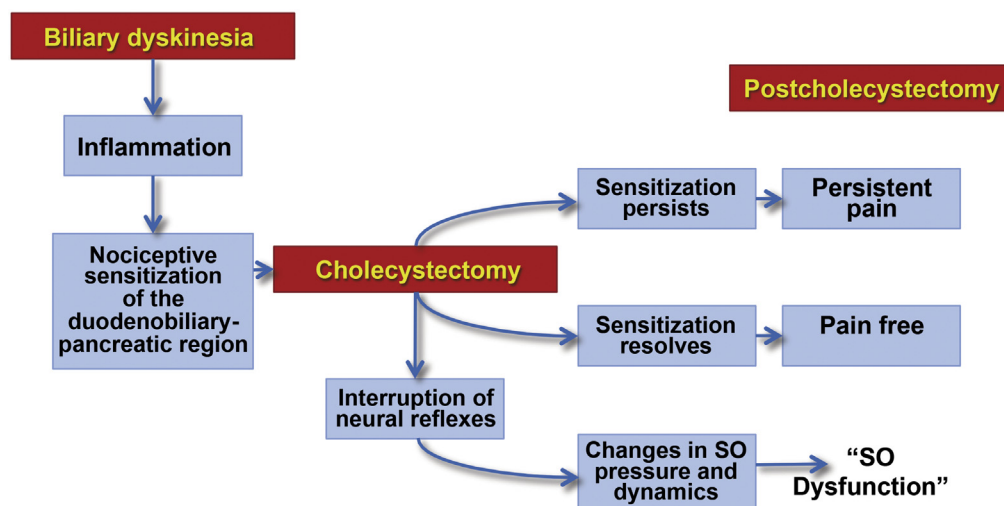 Biliary dyskinesia
Postcholecystectomy
Inflammation
Sensitization
persists
Persistent
pain
Nociceptive
sensitization
of the
duodenobiliary-
pancreatic region
Cholecystectomy
Sensitization
resolves
Pain free
Interruption of
neural reflexes
Changes in SO
pressure and
dynamics
“SO
Dysfunction”